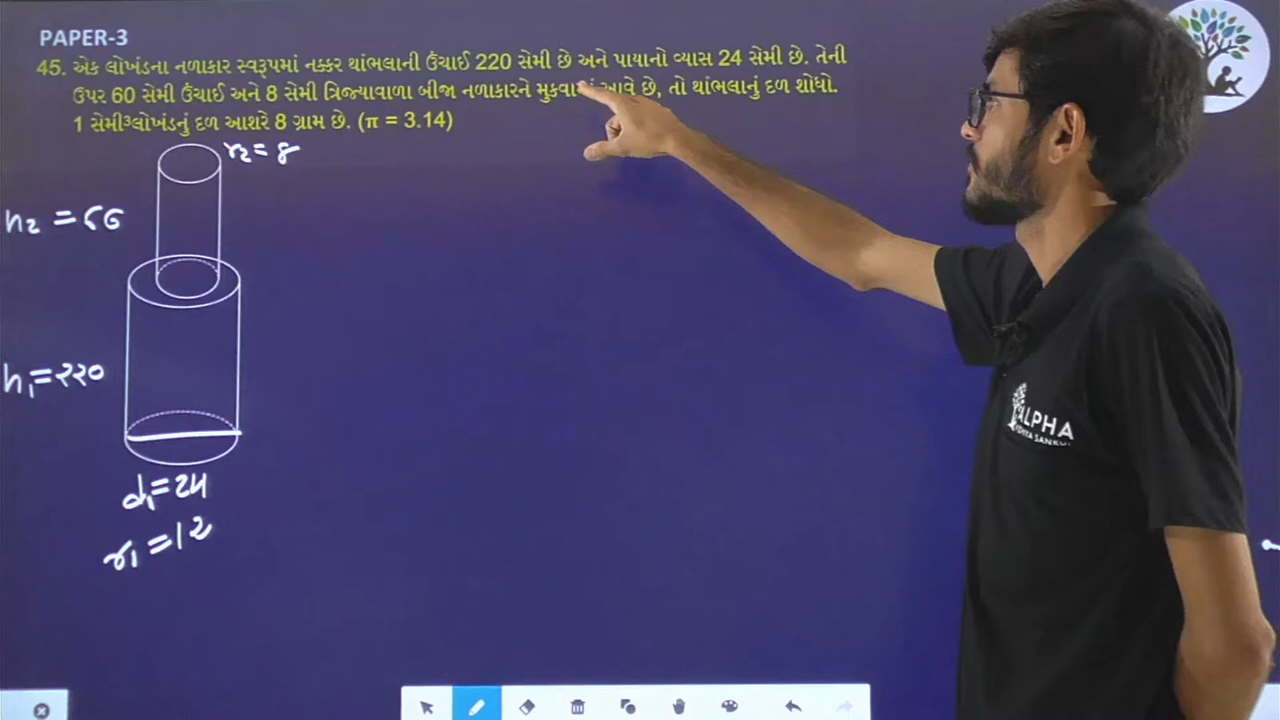 PAPER-3
45. એક લોખંડના નળાકાર સ્વરૂપમાં નક્કર થાંભલાની ઉંચાઈ 220 સેમી છે અને પાયાનો વ્યાસ 24 સેમી છે. તેની
ઉપર 60 સેમી ઉંચાઈ અને 8 સેમી ત્રિજ્યાવાળા બીજા નળાકારને આવે છે, તો થાંભલાનું દળ શોધો.
1 સેમી³લોખંડનું દળ આશરે 8 ગ્રામ છે. (π = 3.14)
r₂ = 8
h₂ =
h₁ = 220
d₁ = 24
r₁ = 12
ALPHA